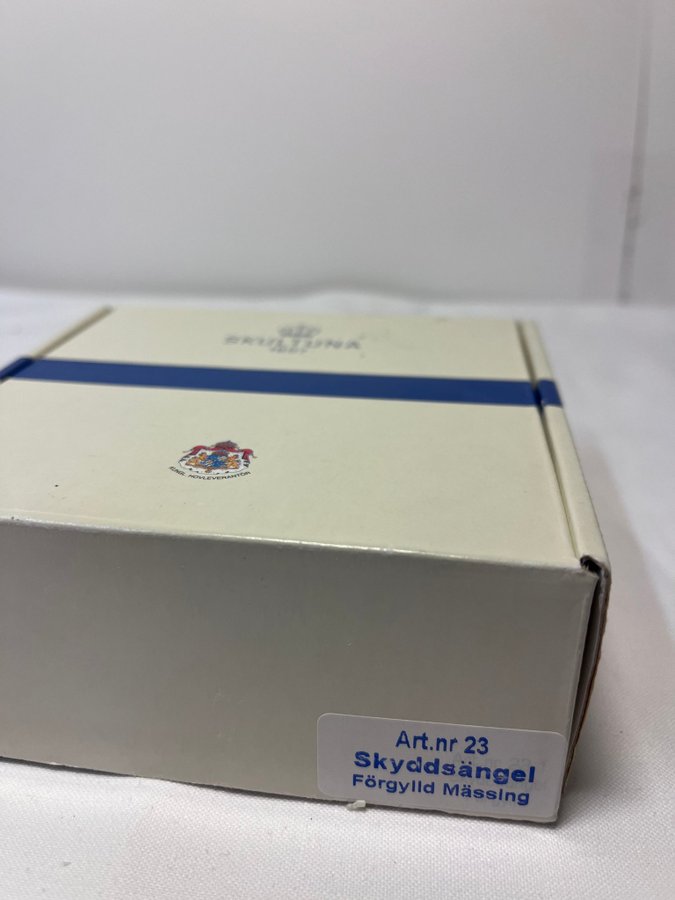 SKULTUNA
1607
KUNGL. HOVLEVERANTÖR
Art.nr 23
Skyddsängel
Förgylld Mässing